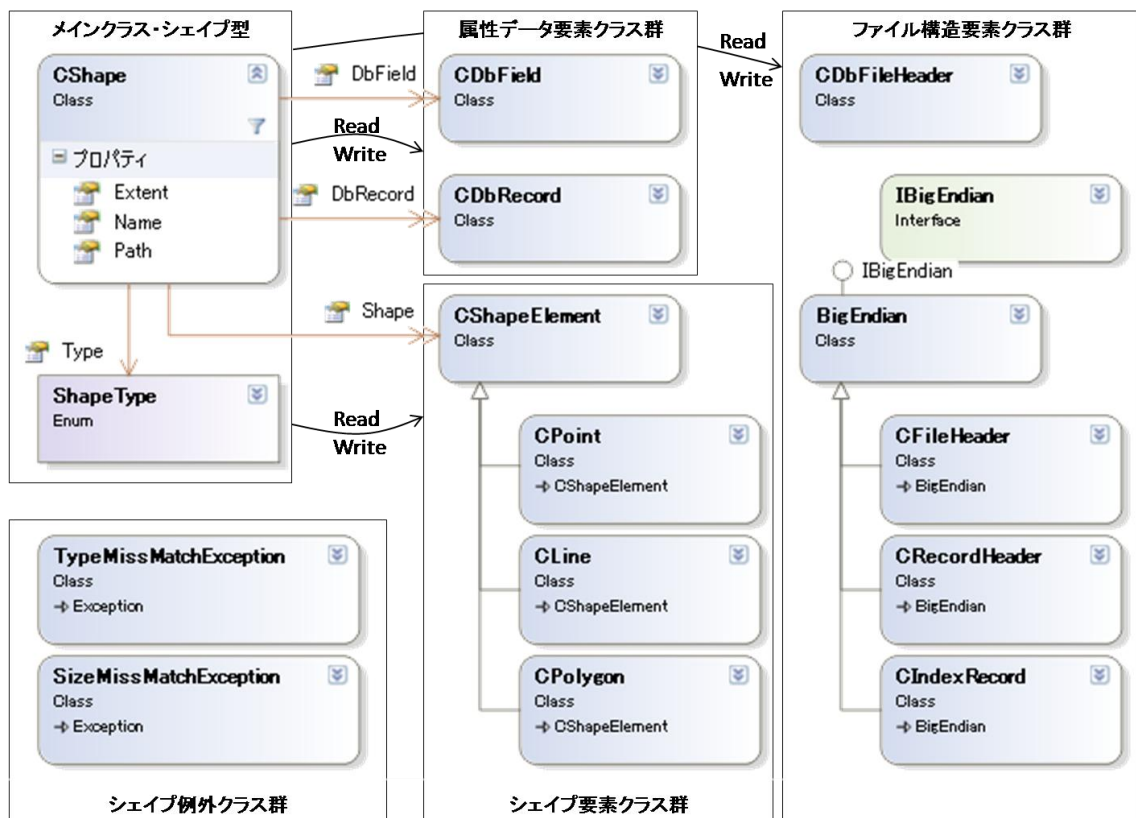 メインクラス・シェイプ型
CShape
Class
プロパティ
Extent
Name
Path
Type
ShapeType
Enum
DbField
Read
Write
DbRecord
Shape
Read
Write
属性データ要素クラス群
CDbField
Class
CDbRecord
Class
CShapeElement
Class
CPoint
Class
CShapeElement
CLine
Class
CShapeElement
CPolygon
Class
CShapeElement
シェイプ要素クラス群
Read
Write
ファイル構造要素クラス群
CDbFileHeader
Class
IBigEndian
Interface
IBigEndian
BigEndian
Class
CFileHeader
Class
BigEndian
CRecordHeader
Class
BigEndian
CIndexRecord
Class
BigEndian
TypeMissMatchException
Class
Exception
SizeMissMatchException
Class
Exception
シェイプ例外クラス群